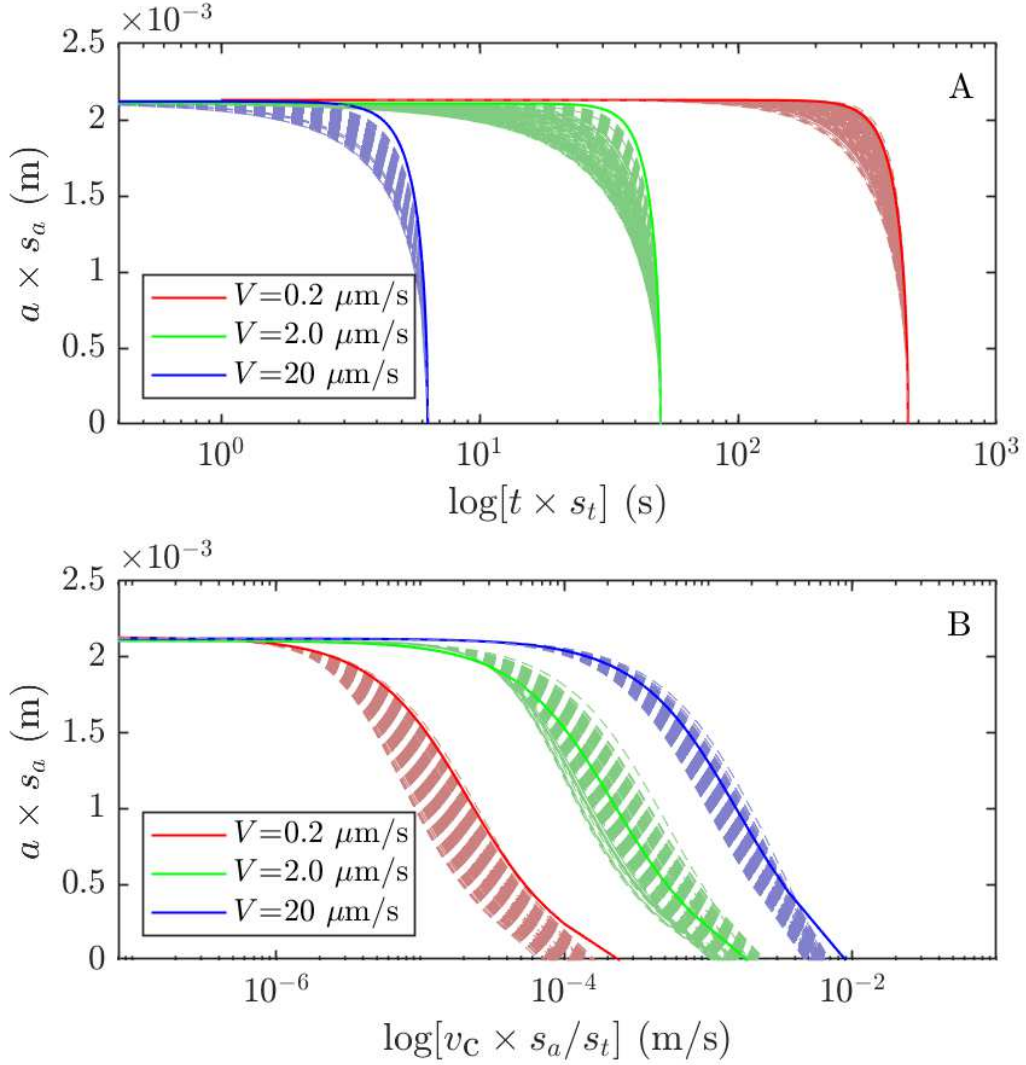 ×10⁻³
2.5
A
2
1.5
a × sₐ (m)
1
V=0.2 μm/s
V=2.0 μm/s
0.5
V=20 μm/s
0
10⁰ 10¹ 10² 10³
log[t × sₜ] (s)
×10⁻³
2.5
B
2
1.5
a × sₐ (m)
1
V=0.2 μm/s
V=2.0 μm/s
0.5
V=20 μm/s
0
10⁻⁶ 10⁻⁴ 10⁻²
log[v_c × sₐ/sₜ] (m/s)